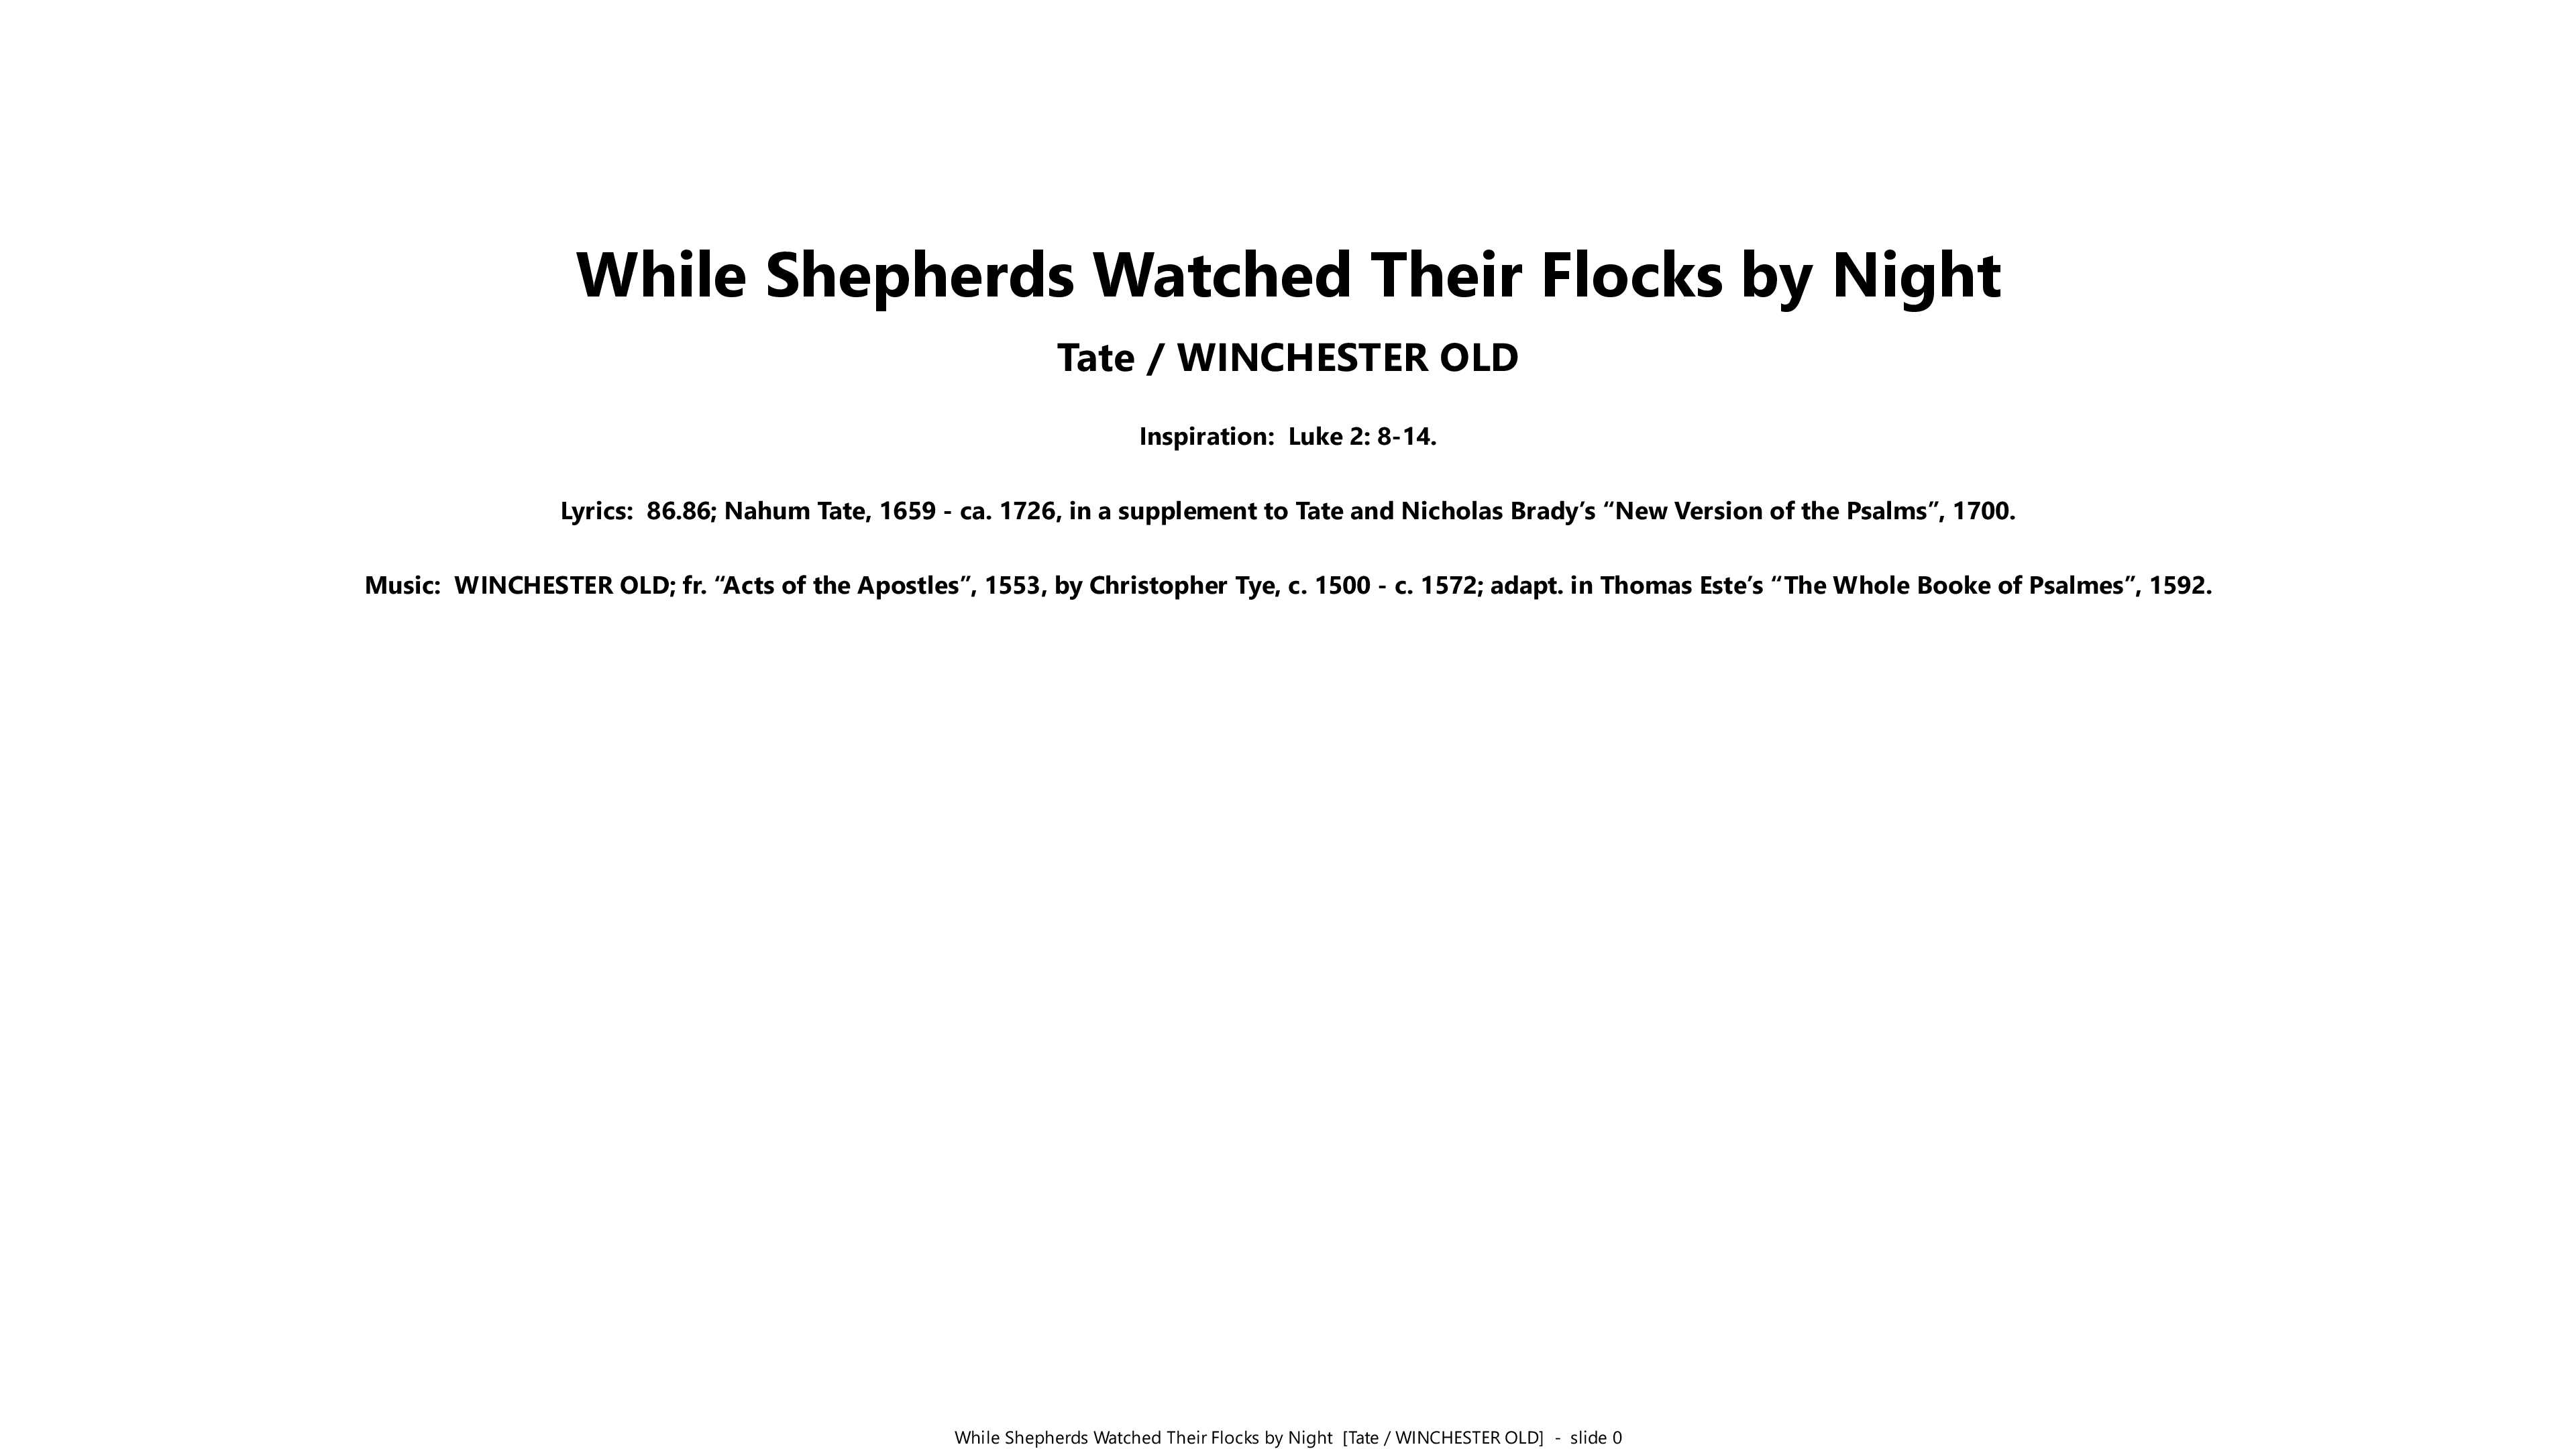 While Shepherds Watched Their Flocks by Night
Tate / WINCHESTER OLD
Inspiration:  Luke 2: 8-14.
Lyrics:  86.86; Nahum Tate, 1659 - ca. 1726, in a supplement to Tate and Nicholas Brady’s “New Version of the Psalms”, 1700.
Music:  WINCHESTER OLD; fr. “Acts of the Apostles”, 1553, by Christopher Tye, c. 1500 - c. 1572; adapt. in Thomas Este’s “The Whole Booke of Psalmes”, 1592.
While Shepherds Watched Their Flocks by Night  [Tate / WINCHESTER OLD]  -  slide 0